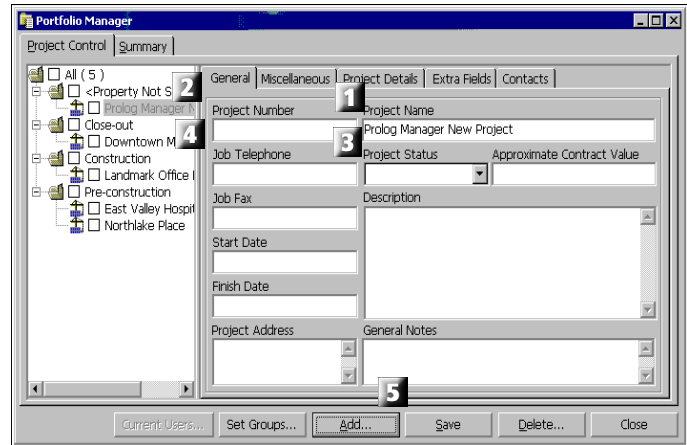 Portfolio Manager
Project Control Summary
All ( 5 )
<Property Not S
Prolog Manager N
Close-out
Downtown M
Construction
Landmark Office
Pre-construction
East Valley Hospit
Northlake Place
2
4
General Miscellaneous Project Details Extra Fields Contacts
1
Project Number Project Name
Prolog Manager New Project
3
Job Telephone Project Status Approximate Contract Value
Job Fax Description
Start Date
Finish Date
Project Address General Notes
5
Current Users... Set Groups... Add... Save Delete... Close